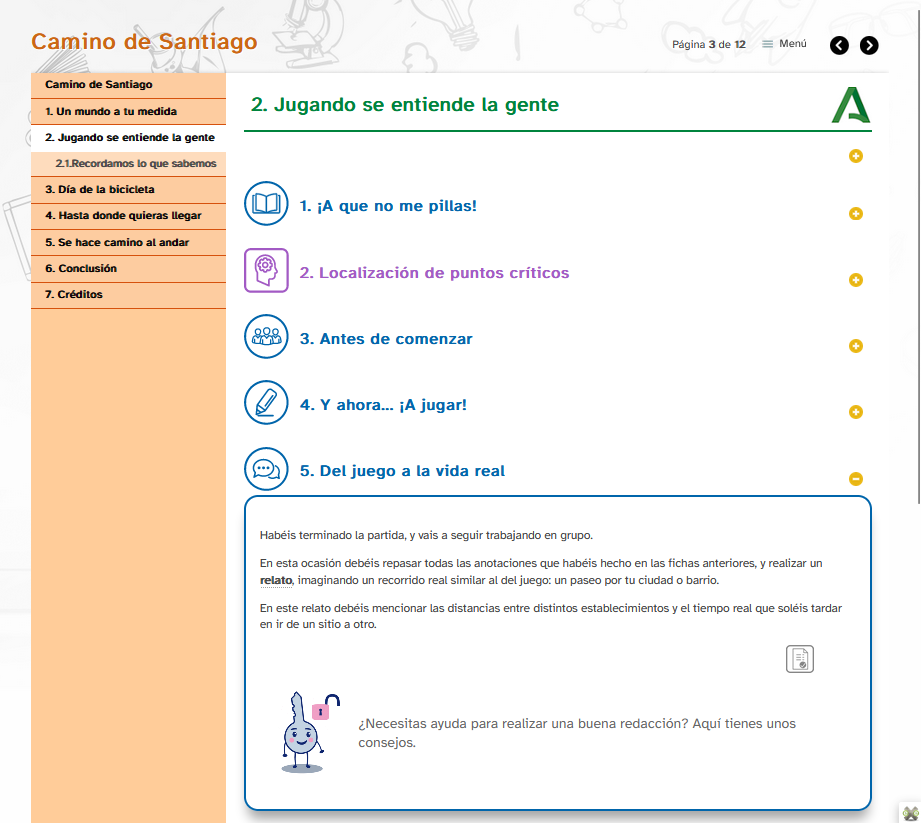 Camino de Santiago
Página 3 de 12
Menú
Camino de Santiago
1. Un mundo a tu medida
2. Jugando se entiende la gente
2.1.Recordamos lo que sabemos
3. Día de la bicicleta
4. Hasta donde quieras llegar
5. Se hace camino al andar
6. Conclusión
7. Créditos
2. Jugando se entiende la gente
1. ¡A que no me pillas!
2. Localización de puntos críticos
3. Antes de comenzar
4. Y ahora... ¡A jugar!
5. Del juego a la vida real
Habéis terminado la partida, y vais a seguir trabajando en grupo.
En esta ocasión debéis repasar todas las anotaciones que habéis hecho en las fichas anteriores, y realizar un
relato, imaginando un recorrido real similar al del juego: un paseo por tu ciudad o barrio.
En este relato debéis mencionar las distancias entre distintos establecimientos y el tiempo real que soléis tardar
en ir de un sitio a otro.
¿Necesitas ayuda para realizar una buena redacción? Aquí tienes unos
consejos.